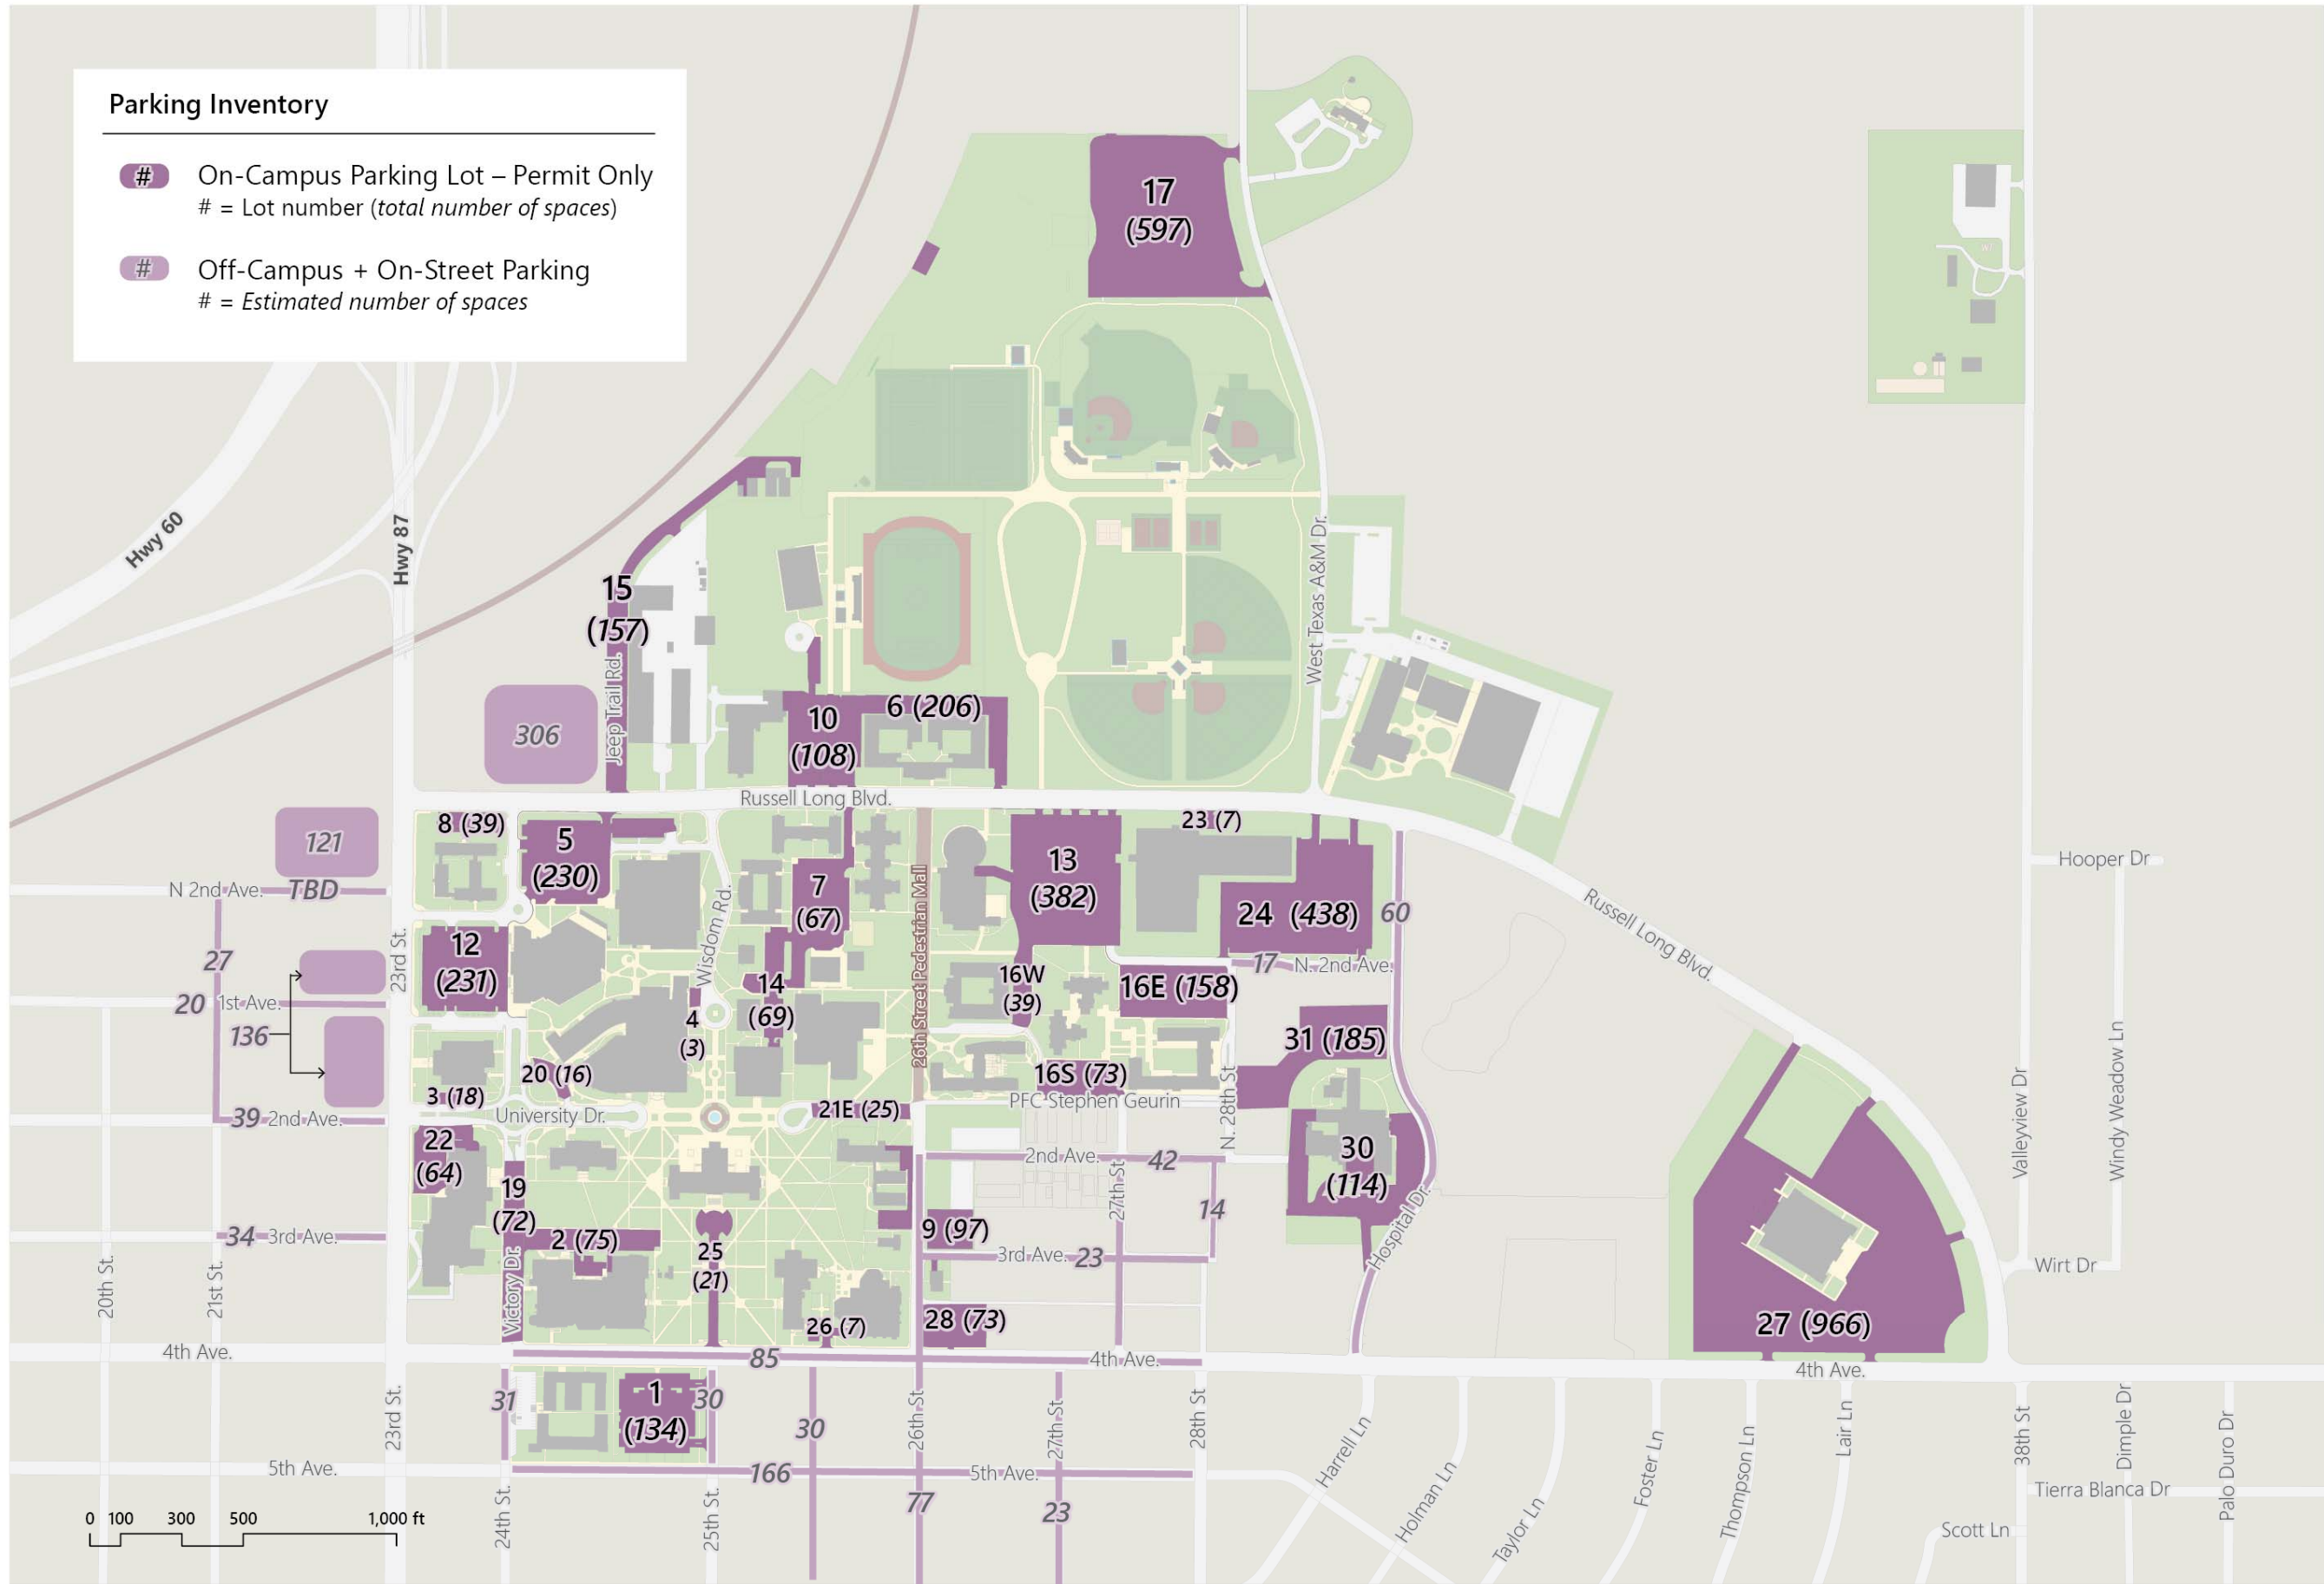 Parking Inventory
# On-Campus Parking Lot – Permit Only
# = Lot number (total number of spaces)
# Off-Campus + On-Street Parking
# = Estimated number of spaces
17
(597)
Hwy 60
Hwy 87
West Texas A&M Dr.
15
(157)
Jeep Trail Rd.
306
10
(108)
6 (206)
Russell Long Blvd.
8 (39)
5
(230)
121
N 2nd Ave. TBD
7
(67)
26th Street Pedestrian Mall
13
(382)
23 (7)
24 (438)
60
17 N. 2nd Ave.
Russell Long Blvd.
Hooper Dr
Valleyview Dr
Windy Meadow Ln
Wirt Dr
27
20 1st Ave.
136
39 2nd Ave.
34 3rd Ave.
23rd St.
12
(231)
Wisdom Rd.
14
(69)
4
(3)
16W
(39)
16E (158)
31 (185)
20 (16)
3 (18)
University Dr.
21E (25)
16S (73)
PFC Stephen Geurin
N. 28th St.
22
(64)
19
(72)
2 (75)
Victory Dr.
25
(21)
26 (7)
2nd Ave. 42
27th St.
14
9 (97)
3rd Ave. 23
28 (73)
30
(114)
Hospital Dr.
27 (966)
20th St.
21st St.
4th Ave.
85
4th Ave.
4th Ave.
31
1
(134)
30
30
23rd St.
26th St.
27th St.
28th St.
5th Ave.
166
5th Ave.
77
23
24th St.
25th St.
Harrell Ln
Holman Ln
Taylor Ln
Foster Ln
Thompson Ln
Lair Ln
38th St
Dimple Dr
Palo Duro Dr
Tierra Blanca Dr
Scott Ln
0 100 300 500 1,000 ft